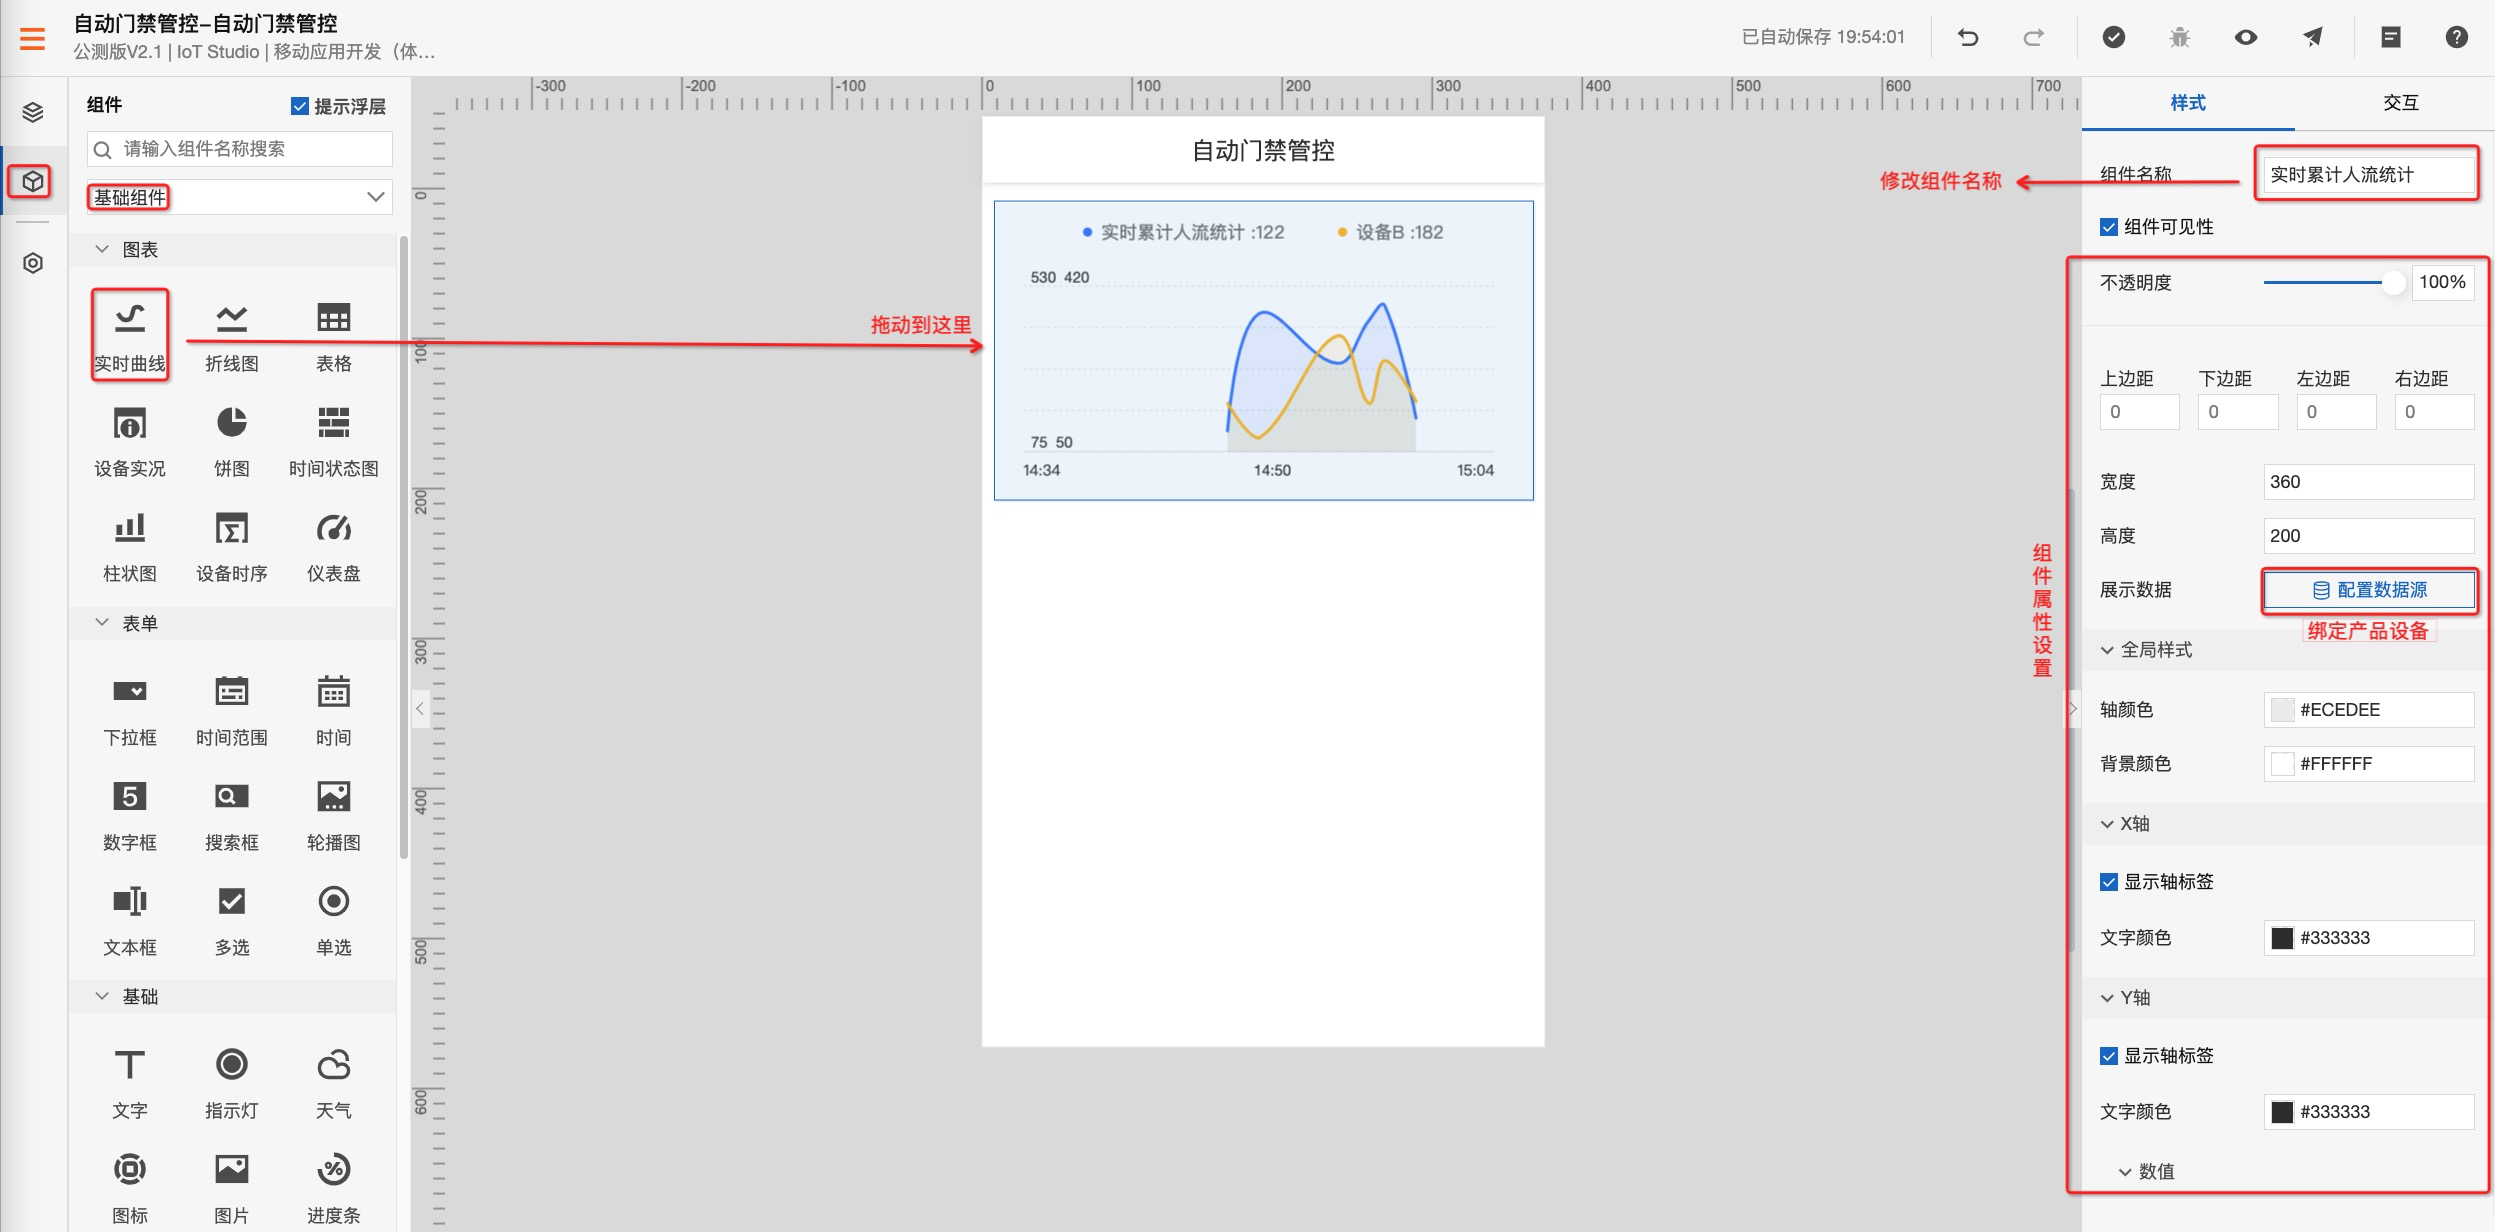 自动门禁管控–自动门禁管控
公测版V2.1 | IoT Studio | 移动应用开发（体...
已自动保存 19:54:01
组件
提示浮层
请输入组件名称搜索
基础组件
图表
实时曲线
折线图
表格
设备实况
饼图
时间状态图
柱状图
设备时序
仪表盘
表单
下拉框
时间范围
时间
5
数字框
搜索框
轮播图
文本框
多选
单选
基础
文字
指示灯
天气
图标
图片
%
进度条
-300
-200
-100
0
100
200
300
400
500
600
700
0
100
200
300
400
500
600
自动门禁管控
实时累计人流统计 :122
设备B :182
530 420
75 50
14:34
14:50
15:04
拖动到这里
修改组件名称
组件属性设置
样式
交互
组件名称
实时累计人流统计
组件可见性
不透明度
100%
上边距
下边距
左边距
右边距
0
0
0
0
宽度
360
高度
200
展示数据
配置数据源
绑定产品设备
全局样式
轴颜色
#ECEDEE
背景颜色
#FFFFFF
X轴
显示轴标签
文字颜色
#333333
Y轴
显示轴标签
文字颜色
#333333
数值